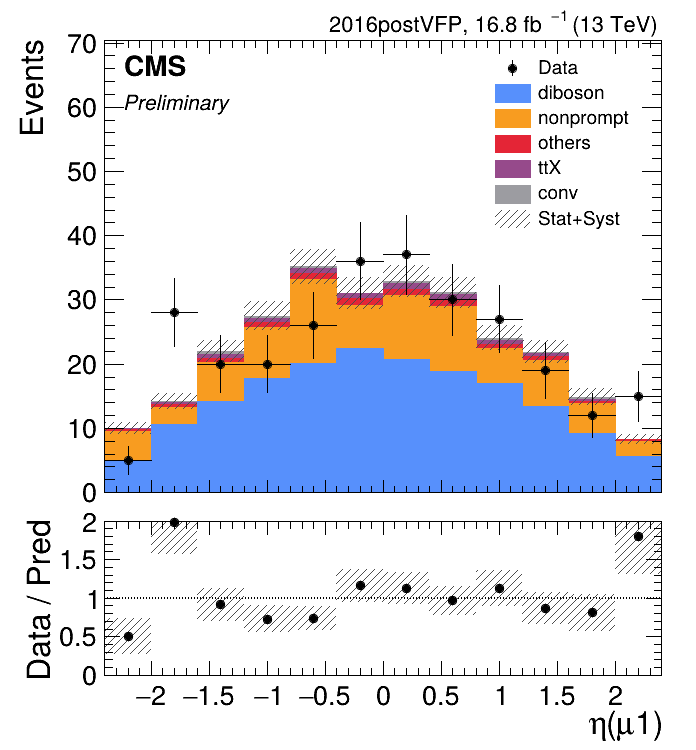 2016postVFP, 16.8 fb⁻¹ (13 TeV)
Events
70
60
50
40
30
20
10
0
CMS
Preliminary
Data
diboson
nonprompt
others
ttX
conv
Stat+Syst
Data / Pred
2
1.5
1
0.5
0
−2 −1.5 −1 −0.5 0 0.5 1 1.5 2
η(μ1)